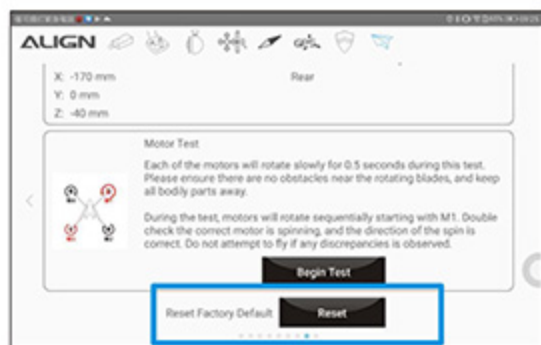 ALIGN
X: -170 mm
Rear
Y: 0 mm
Z: -40 mm
Motor Test
Each of the motors will rotate slowly for 0.5 seconds during this test.
Please ensure there are no obstacles near the rotating blades, and keep
all bodily parts away.
During the test, motors will rotate sequentially starting with M1. Double
check the correct motor is spinning, and the direction of the spin is
correct. Do not attempt to fly if any discrepancies is observed.
Begin Test
Reset Factory Default
Reset